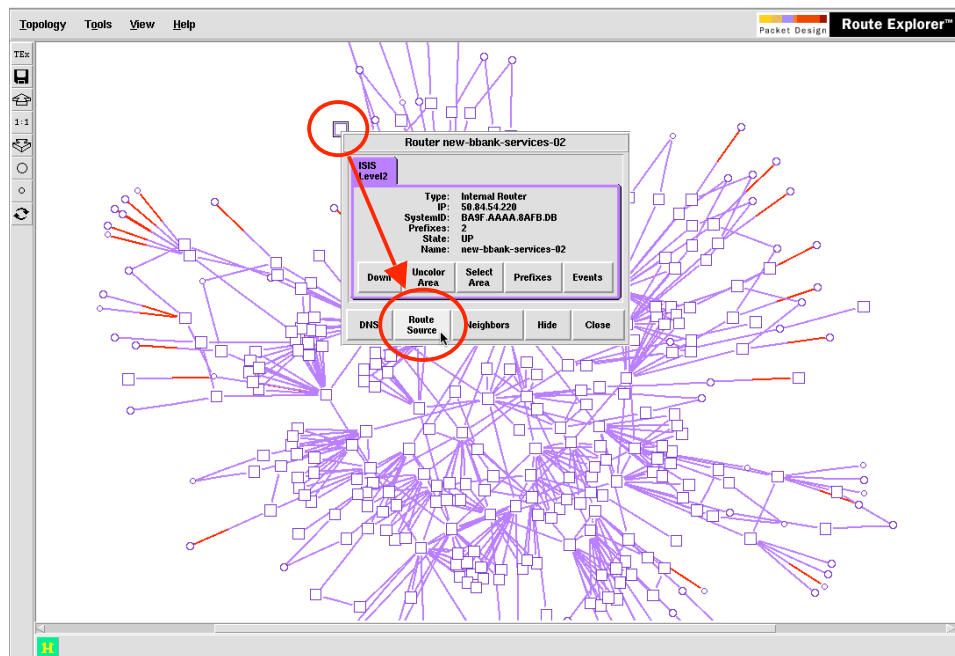 Topology Tools View Help
Packet Design
Route Explorer™
TEx
1:1
Router new-bbank-services-02
ISIS
Level2
Type: Internal Router
IP: 50.84.54.220
SystemID: BA9F.AAAA.8AFB.DB
Prefixes: 2
State: UP
Name: new-bbank-services-02
Down Uncolor Area Select Area Prefixes Events
DNS Route Source Neighbors Hide Close
H